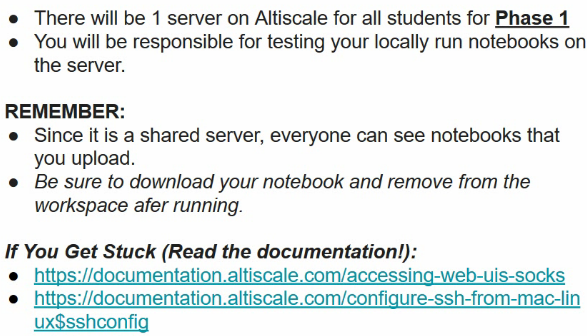 ● There will be 1 server on Altiscale for all students for Phase 1
● You will be responsible for testing your locally run notebooks on
the server.
REMEMBER:
● Since it is a shared server, everyone can see notebooks that
you upload.
● Be sure to download your notebook and remove from the
workspace afer running.
If You Get Stuck (Read the documentation!):
● https://documentation.altiscale.com/accessing-web-uis-socks
● https://documentation.altiscale.com/configure-ssh-from-mac-lin
ux$sshconfig